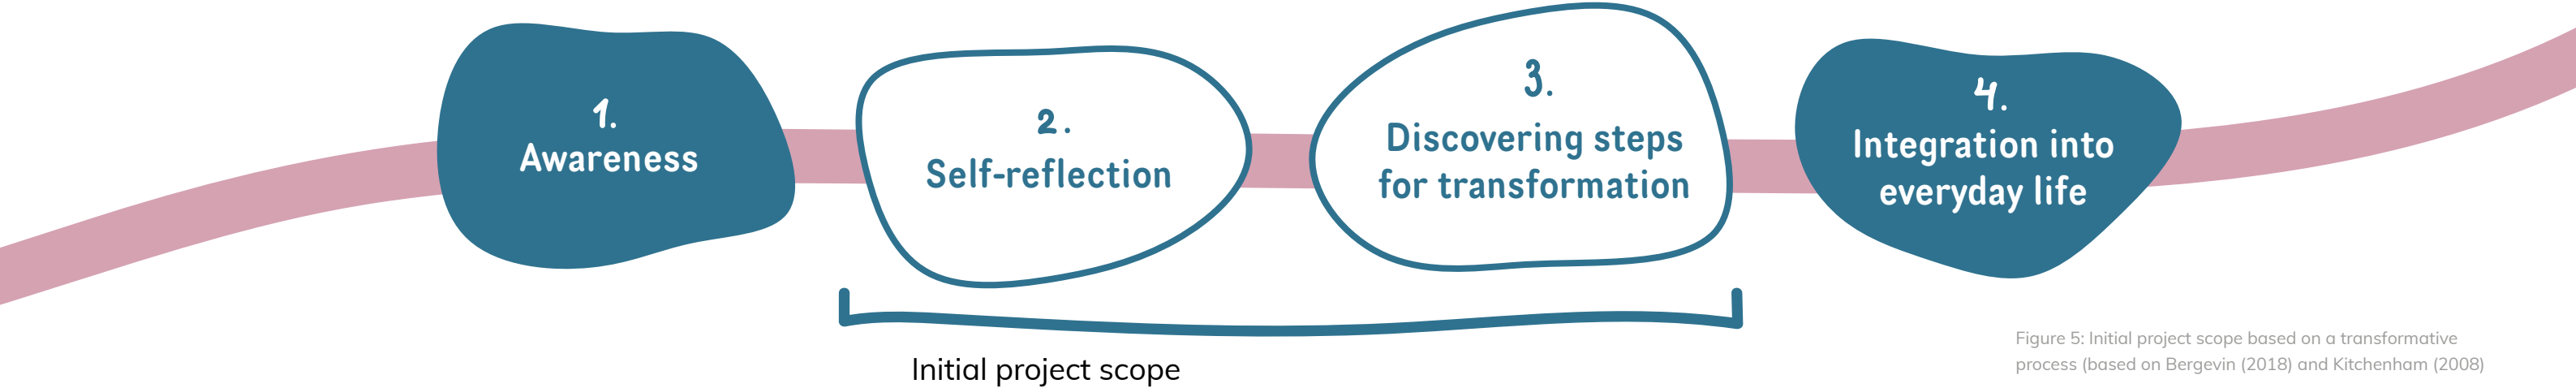 1.
Awareness
2.
Self-reflection
3.
Discovering steps
for transformation
4.
Integration into
everyday life
Initial project scope
Figure 5: Initial project scope based on a transformative
process (based on Bergevin (2018) and Kitchenham (2008)